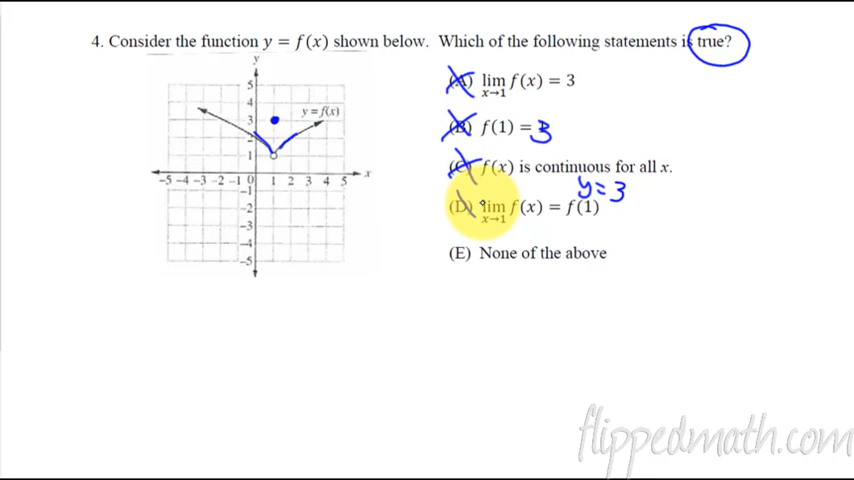 4. Consider the function y = f(x) shown below. Which of the following statements is true?
y
5
4
3
1
y = f(x)
x
-5 -4 -3 -2 -1 0 1 2 3 4 5
-1
-2
-3
-4
-5
lim f(x) = 3
x→1
f(1) = 3
(C) f(x) is continuous for all x.
y = 3
(D) lim f(x) = f(1)
x→1
(E) None of the above
flippedmath.com